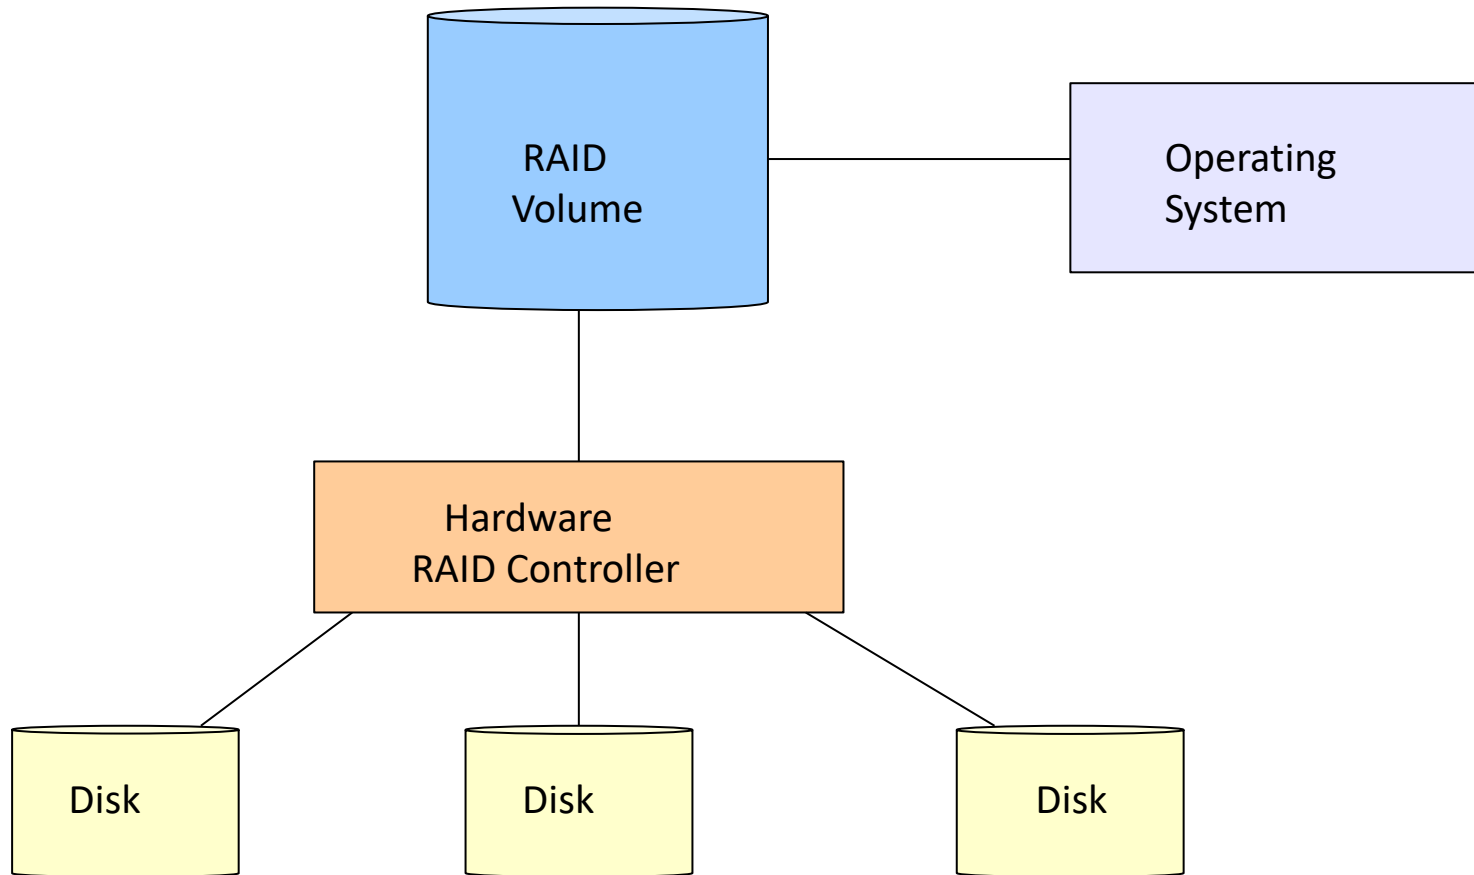 RAID
Volume
Operating
System
Hardware
RAID Controller
Disk
Disk
Disk